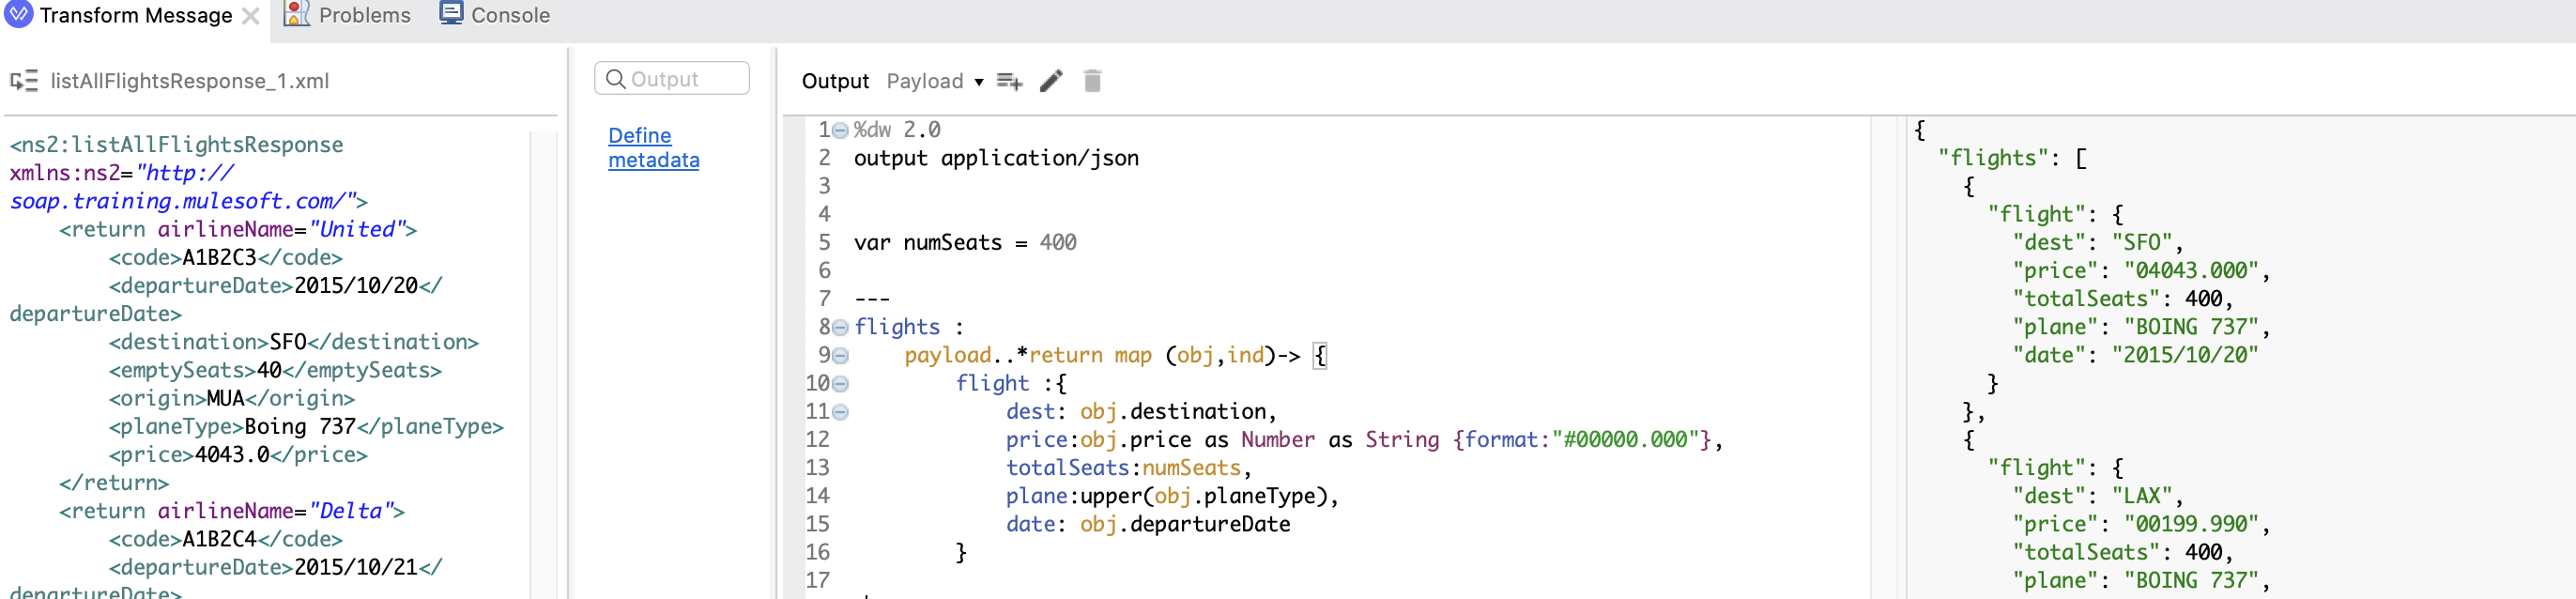 Transform Message
Problems
Console
listAllFlightsResponse_1.xml
<ns2:listAllFlightsResponse
xmlns:ns2="http://
soap.training.mulesoft.com/">
<return airlineName="United">
<code>A1B2C3</code>
<departureDate>2015/10/20</
departureDate>
<destination>SFO</destination>
<emptySeats>40</emptySeats>
<origin>MUA</origin>
<planeType>Boing 737</planeType>
<price>4043.0</price>
</return>
<return airlineName="Delta">
<code>A1B2C4</code>
<departureDate>2015/10/21</
departureDate>
Output
Define
metadata
Output Payload
1 %dw 2.0
2 output application/json
3
4
5 var numSeats = 400
6
7 ---
8 flights :
9 payload..*return map (obj,ind)-> {
10 flight :{
11 dest: obj.destination,
12 price:obj.price as Number as String {format:"#00000.000"},
13 totalSeats:numSeats,
14 plane:upper(obj.planeType),
15 date: obj.departureDate
16 }
17
{
"flights": [
{
"flight": {
"dest": "SFO",
"price": "04043.000",
"totalSeats": 400,
"plane": "BOING 737",
"date": "2015/10/20"
}
},
{
"flight": {
"dest": "LAX",
"price": "00199.990",
"totalSeats": 400,
"plane": "BOING 737",